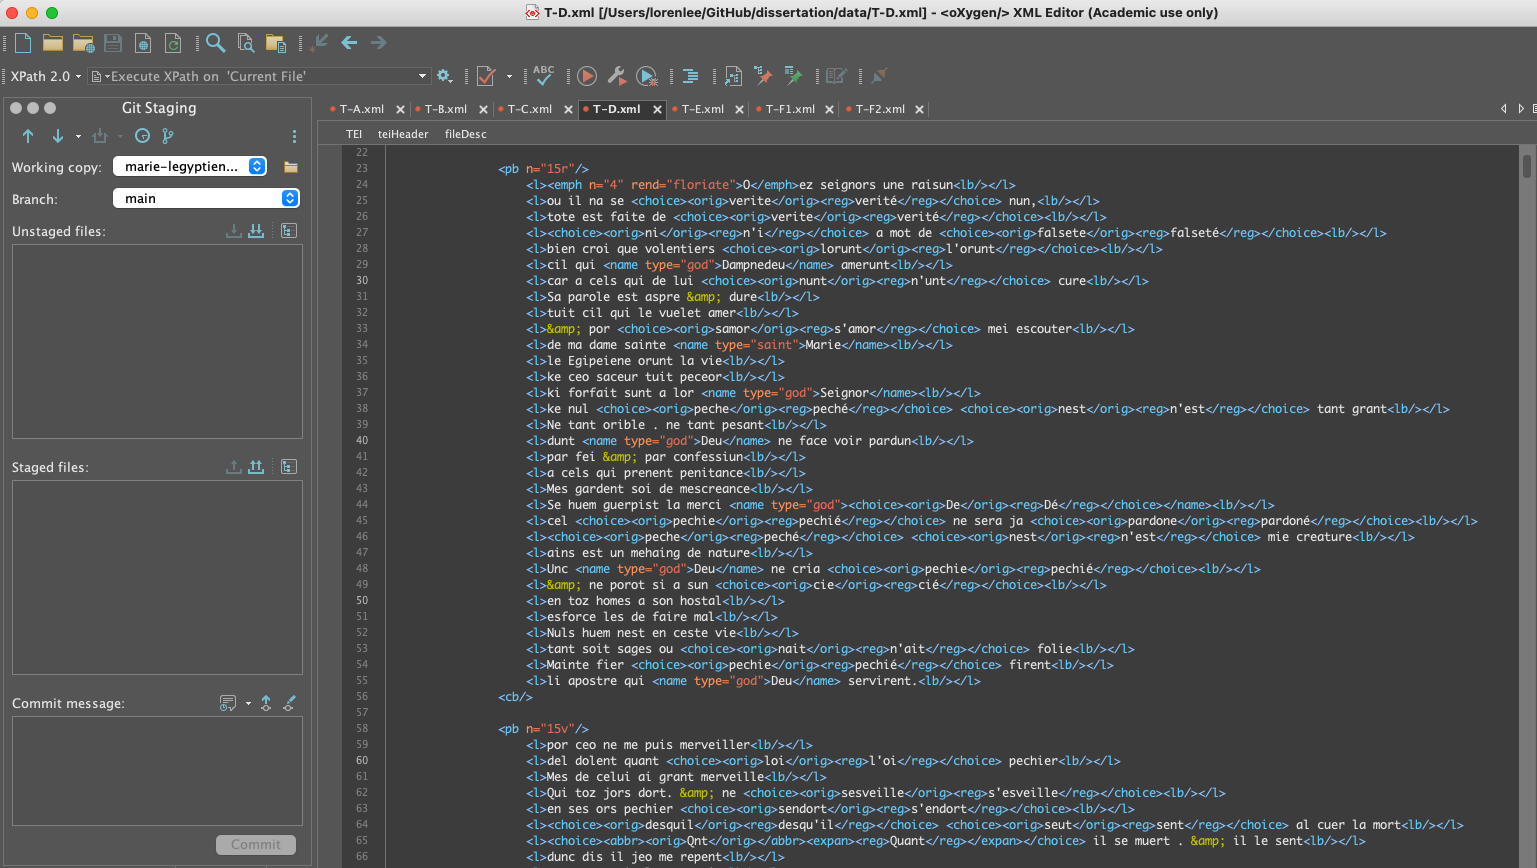 T-D.xml [/Users/lorenlee/GitHub/dissertation/data/T-D.xml] - <oXygen/> XML Editor (Academic use only)
XPath 2.0 Execute XPath on 'Current File'
ABC
Git Staging
Working copy: marie-legyptien...
Branch: main
Unstaged files:
Staged files:
Commit message:
Commit
T-A.xml T-B.xml T-C.xml T-D.xml T-E.xml T-F1.xml T-F2.xml
TEI teiHeader fileDesc
22
23 <pb n="15r"/>
24 <l><emph n="4" rend="floriate">O</emph>ez seignors une raisun<lb/></l>
25 <l>ou il na se <choice><orig>verite</orig><reg>verité</reg></choice> nun,<lb/></l>
26 <l>tote est faite de <choice><orig>verite</orig><reg>verité</reg></choice><lb/></l>
27 <l><choice><orig>ni</orig><reg>n'i</reg></choice> a mot de <choice><orig>falsete</orig><reg>falseté</reg></choice><lb/></l>
28 <l>bien croi que volentiers <choice><orig>lorunt</orig><reg>l'orunt</reg></choice><lb/></l>
29 <l>cil qui <name type="god">Dampnedeu</name> amerunt<lb/></l>
30 <l>car a cels qui de lui <choice><orig>nunt</orig><reg>n'unt</reg></choice> cure<lb/></l>
31 <l>Sa parole est aspre &amp; dure<lb/></l>
32 <l>tuit cil qui le vuelet amer<lb/></l>
33 <l>&amp; por <choice><orig>samor</orig><reg>s'amor</reg></choice> mei escouter<lb/></l>
34 <l>de ma dame sainte <name type="saint">Marie</name><lb/></l>
35 <l>le Egipeiene orunt la vie<lb/></l>
36 <l>ke ceo saceur tuit peceor<lb/></l>
37 <l>ki forfait sunt a lor <name type="god">Seignor</name><lb/></l>
38 <l>ke nul <choice><orig>peche</orig><reg>peché</reg></choice> <choice><orig>nest</orig><reg>n'est</reg></choice> tant grant<lb/></l>
39 <l>Ne tant orible . ne tant pesant<lb/></l>
40 <l>dunt <name type="god">Deu</name> ne face voir pardun<lb/></l>
41 <l>par fei &amp; par confessiun<lb/></l>
42 <l>a cels qui prenent penitance<lb/></l>
43 <l>Mes gardent soi de mescreance<lb/></l>
44 <l>Se huem guerpist la merci <name type="god"><choice><orig>De</orig><reg>Dé</reg></choice></name><lb/></l>
45 <l>cel <choice><orig>pechie</orig><reg>pechié</reg></choice> ne sera ja <choice><orig>pardone</orig><reg>pardoné</reg></choice><lb/></l>
46 <l><choice><orig>peche</orig><reg>peché</reg></choice> <choice><orig>nest</orig><reg>n'est</reg></choice> mie creature<lb/></l>
47 <l>ains est un mehaing de nature<lb/></l>
48 <l>Unc <name type="god">Deu</name> ne cria <choice><orig>pechie</orig><reg>pechié</reg></choice><lb/></l>
49 <l>&amp; ne porot si a sun <choice><orig>cie</orig><reg>cié</reg></choice><lb/></l>
50 <l>en toz homes a son hostal<lb/></l>
51 <l>esforce les de faire mal<lb/></l>
52 <l>Nuls huem nest en ceste vie<lb/></l>
53 <l>tant soit sages ou <choice><orig>nait</orig><reg>n'ait</reg></choice> folie<lb/></l>
54 <l>Mainte fier <choice><orig>pechie</orig><reg>pechié</reg></choice> firent<lb/></l>
55 <l>li apostre qui <name type="god">Deu</name> servirent.<lb/></l>
56 <cb/>
57
58 <pb n="15v"/>
59 <l>por ceo ne me puis merveiller<lb/></l>
60 <l>del dolent quant <choice><orig>loi</orig><reg>l'oi</reg></choice> pechier<lb/></l>
61 <l>Mes de celui ai grant merveille<lb/></l>
62 <l>Qui toz jors dort. &amp; ne <choice><orig>sesveille</orig><reg>s'esveille</reg></choice><lb/></l>
63 <l>en ses ors pechier <choice><orig>sendort</orig><reg>s'endort</reg></choice><lb/></l>
64 <l><choice><orig>desquil</orig><reg>desqu'il</reg></choice> <choice><orig>seut</orig><reg>sent</reg></choice> al cuer la mort<lb/></l>
65 <l><choice><abbr><orig>Qnt</orig></abbr><expan><reg>Quant</reg></expan></choice> il se muert . &amp; il le sent<lb/></l>
66 <l>dunc dis il jeo me repent<lb/></l>